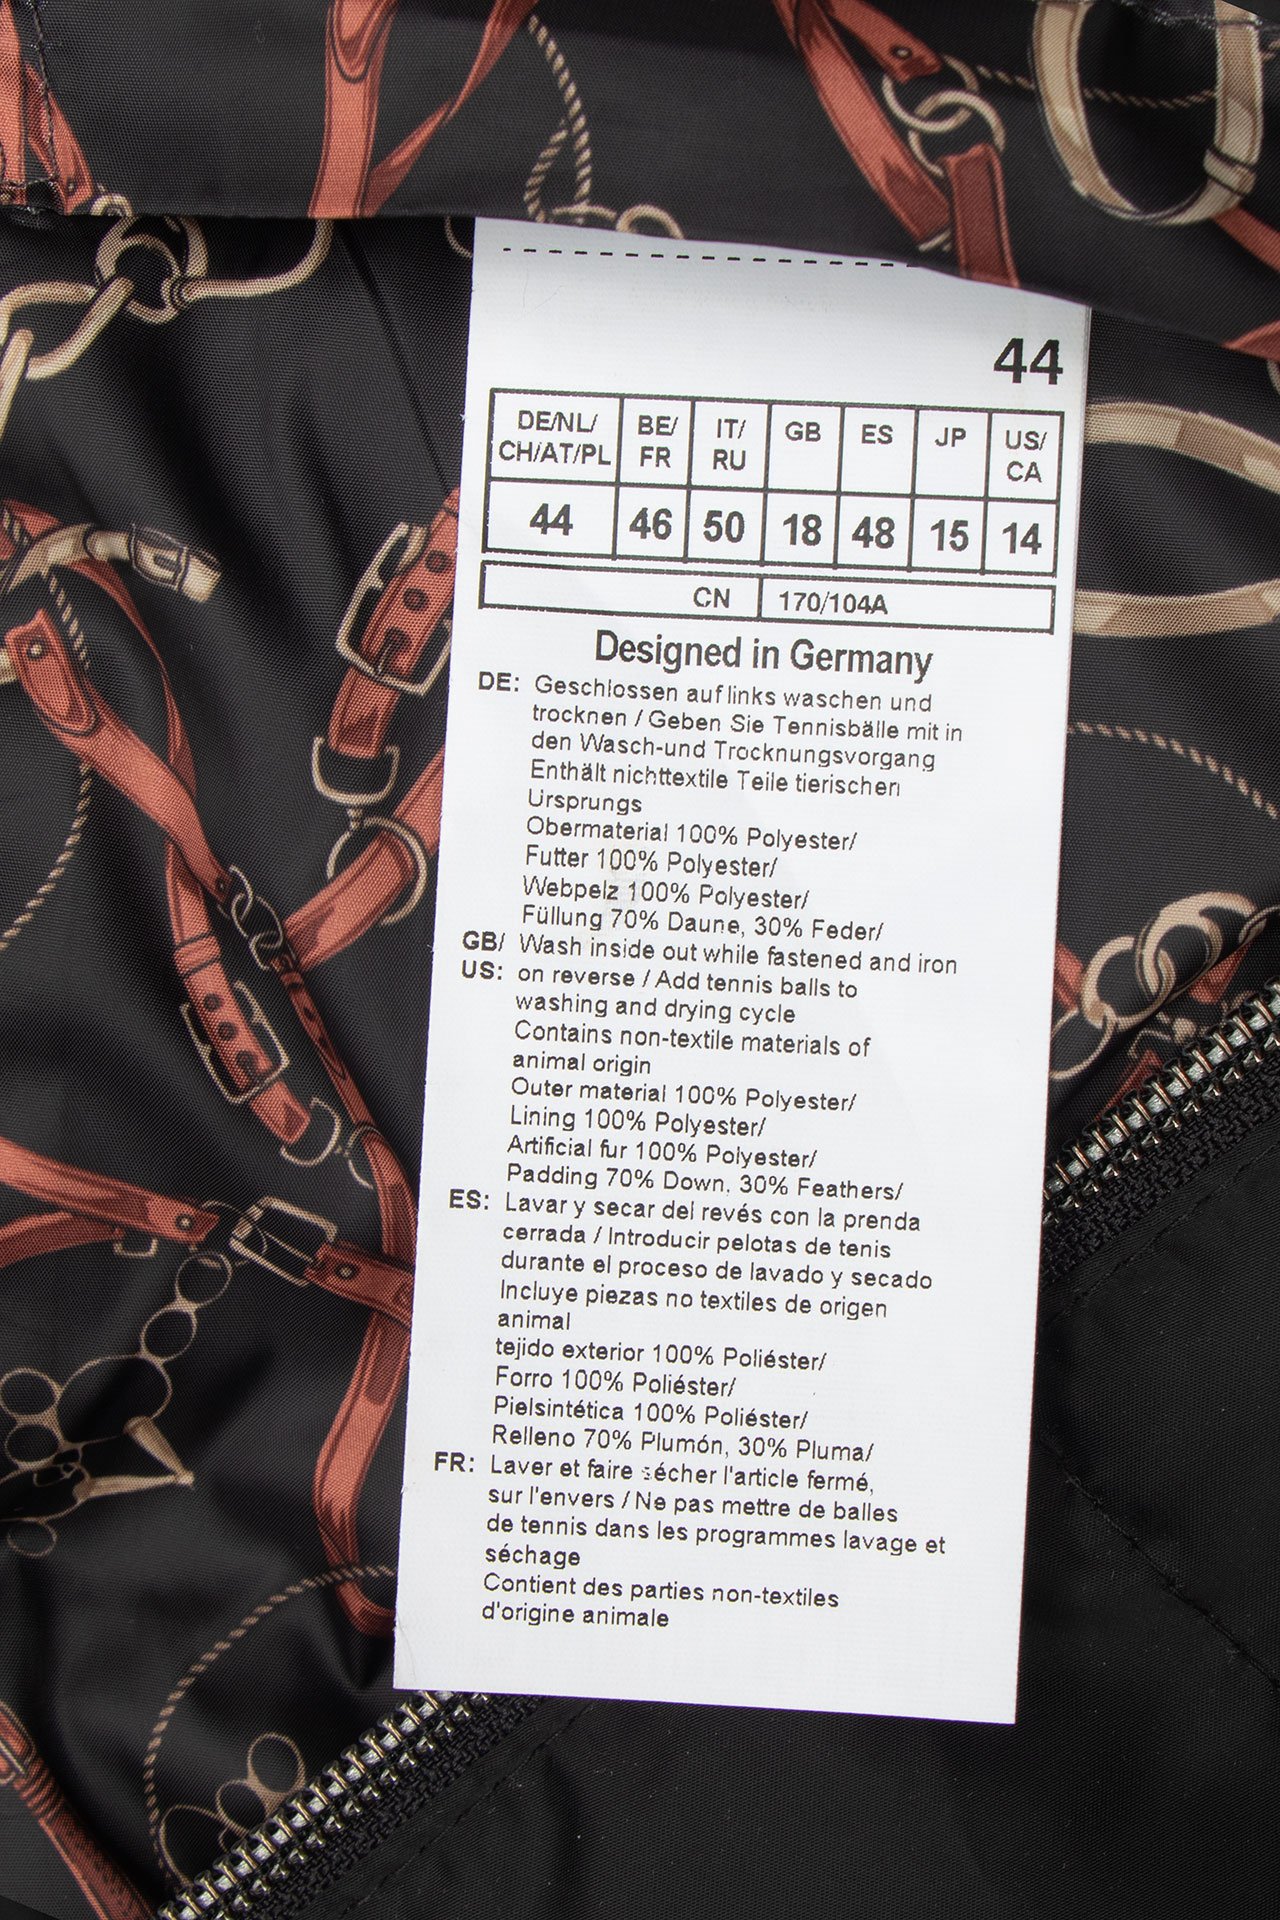 44
DE/NL/ CH/AT/PL BE/ FR IT/ RU GB ES JP US/ CA
44 46 50 18 48 15 14
CN 170/104A
Designed in Germany
DE: Geschlossen auf links waschen und
trocknen / Geben Sie Tennisbälle mit in
den Wasch-und Trocknungsvorgang
Enthält nichttextile Teile tierischen
Ursprungs
Obermaterial 100% Polyester/
Futter 100% Polyester/
Webpelz 100% Polyester/
Füllung 70% Daune, 30% Feder/
GB/ Wash inside out while fastened and iron
US: on reverse / Add tennis balls to
washing and drying cycle
Contains non-textile materials of
animal origin
Outer material 100% Polyester/
Lining 100% Polyester/
Artificial fur 100% Polyester/
Padding 70% Down, 30% Feathers/
ES: Lavar y secar del revés con la prenda
cerrada / Introducir pelotas de tenis
durante el proceso de lavado y secado
Incluye piezas no textiles de origen
animal
tejido exterior 100% Poliéster/
Forro 100% Poliéster/
Pielsintética 100% Poliéster/
Relleno 70% Plumón, 30% Pluma/
FR: Laver et faire sécher l'article fermé,
sur l'envers / Ne pas mettre de balles
de tennis dans les programmes lavage et
séchage
Contient des parties non-textiles
d'origine animale